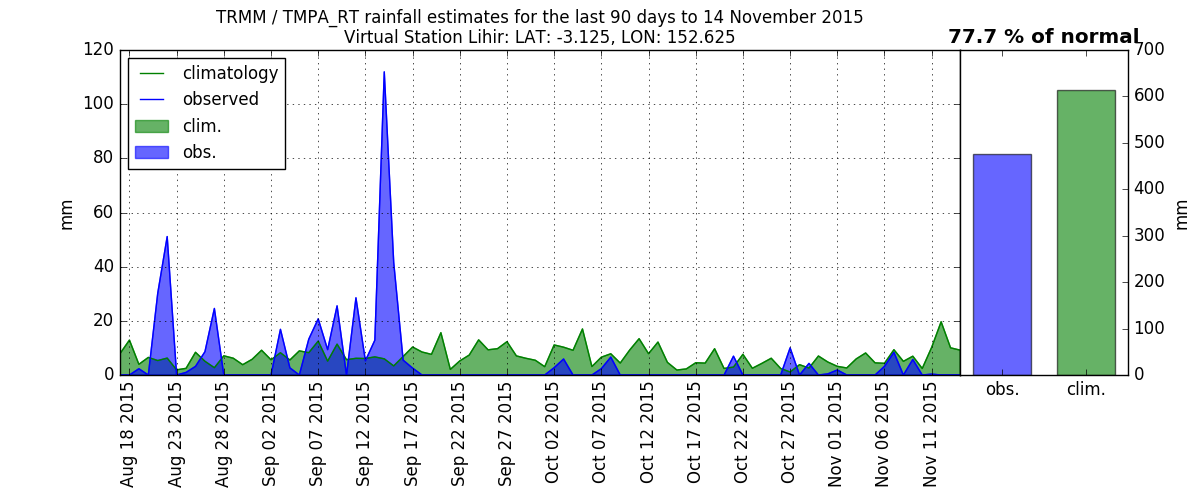 TRMM / TMPA_RT rainfall estimates for the last 90 days to 14 November 2015
Virtual Station Lihir: LAT: -3.125, LON: 152.625
77.7 % of normal
climatology
observed
clim.
obs.
mm
120
100
80
60
40
20
0
Aug 18 2015
Aug 23 2015
Aug 28 2015
Sep 02 2015
Sep 07 2015
Sep 12 2015
Sep 17 2015
Sep 22 2015
Sep 27 2015
Oct 02 2015
Oct 07 2015
Oct 12 2015
Oct 17 2015
Oct 22 2015
Oct 27 2015
Nov 01 2015
Nov 06 2015
Nov 11 2015
700
600
500
400
300
200
100
0
mm
obs.
clim.